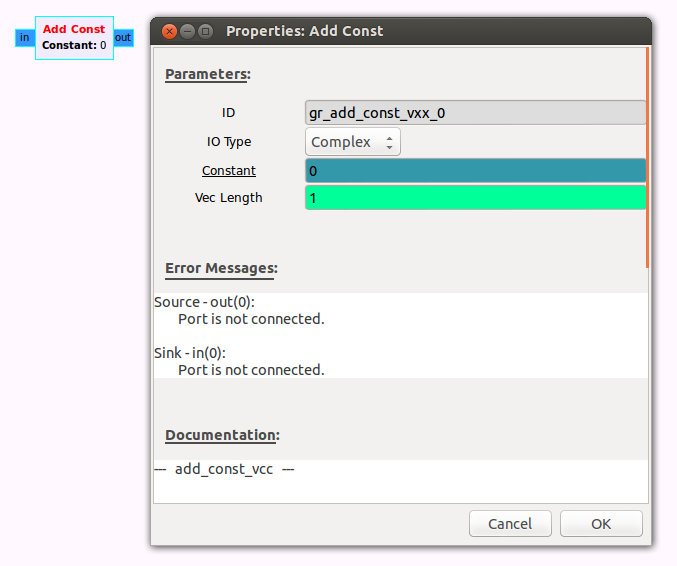 Add Const
in
Constant: 0
out
Properties: Add Const
Parameters:
ID
gr_add_const_vxx_0
IO Type
Complex
Constant
0
Vec Length
1
Error Messages:
Source - out(0):
Port is not connected.
Sink - in(0):
Port is not connected.
Documentation:
--- add_const_vcc ---
Cancel
OK